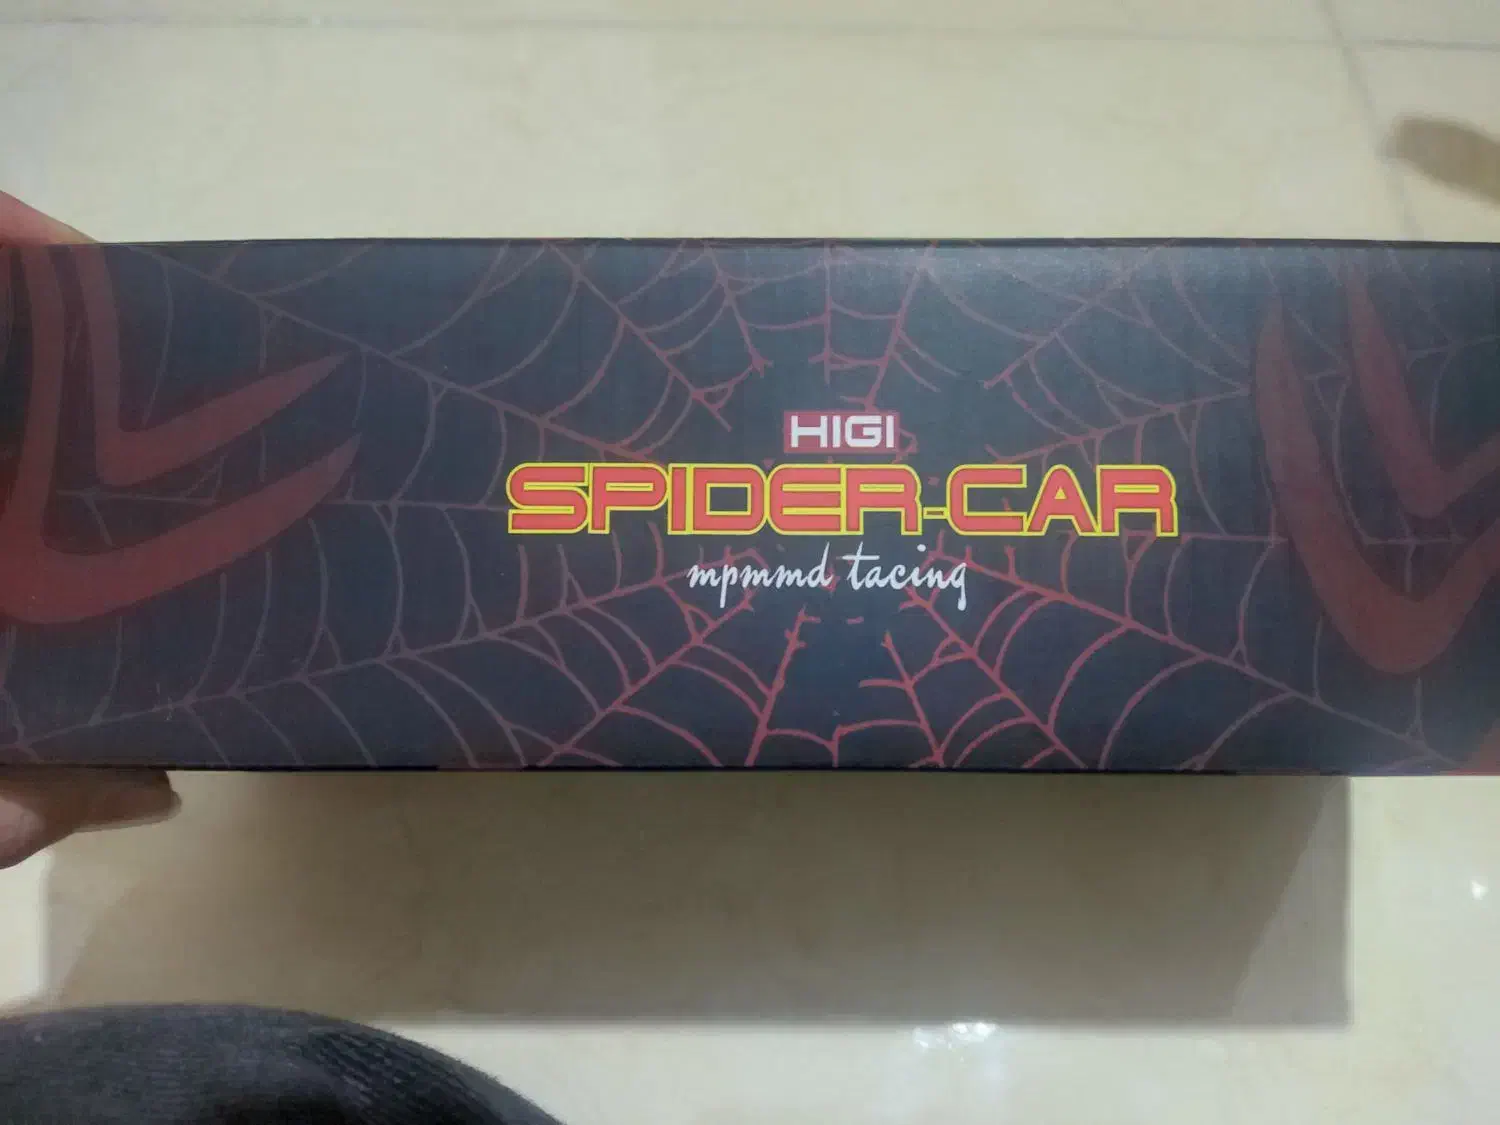 HIGI
SPIDER-CAR
mpmmd tacing